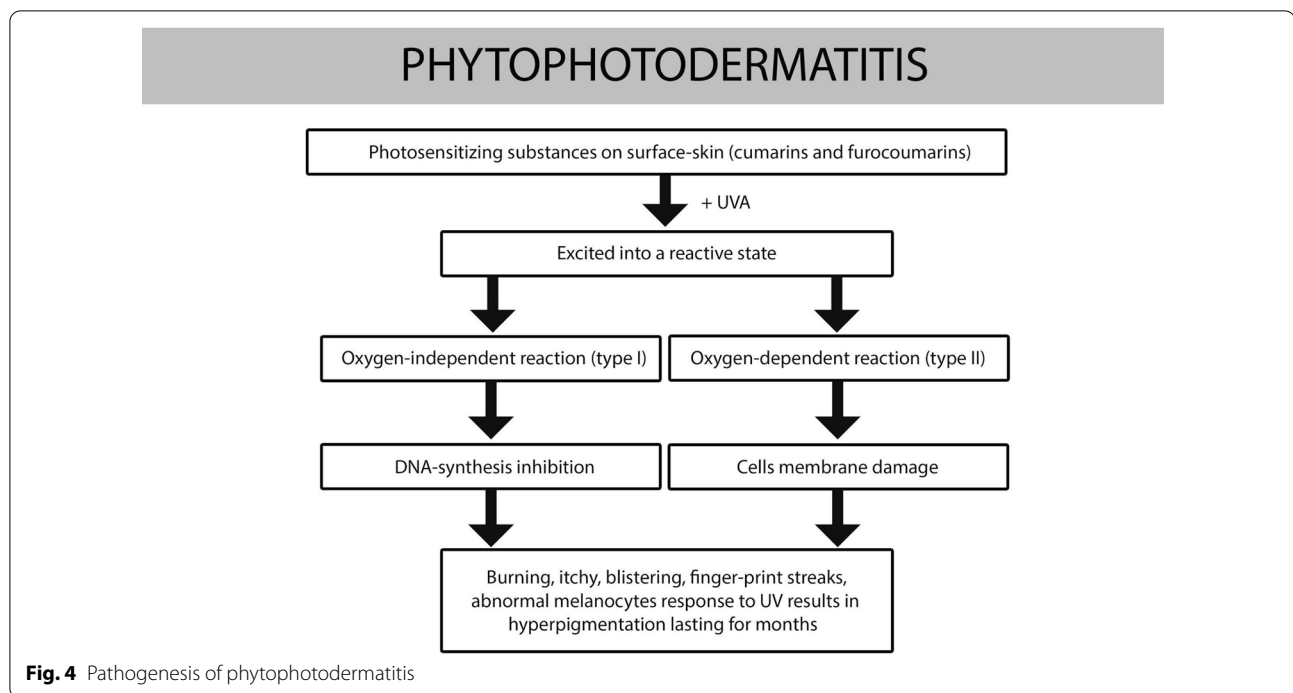 PHYTOPHOTODERMATITIS
Photosensitizing substances on surface-skin (cumarins and furocoumarins)
+ UVA
Excited into a reactive state
Oxygen-independent reaction (type I)
Oxygen-dependent reaction (type II)
DNA-synthesis inhibition
Cells membrane damage
Burning, itchy, blistering, finger-print streaks,
abnormal melanocytes response to UV results in
hyperpigmentation lasting for months
Fig. 4 Pathogenesis of phytophotodermatitis